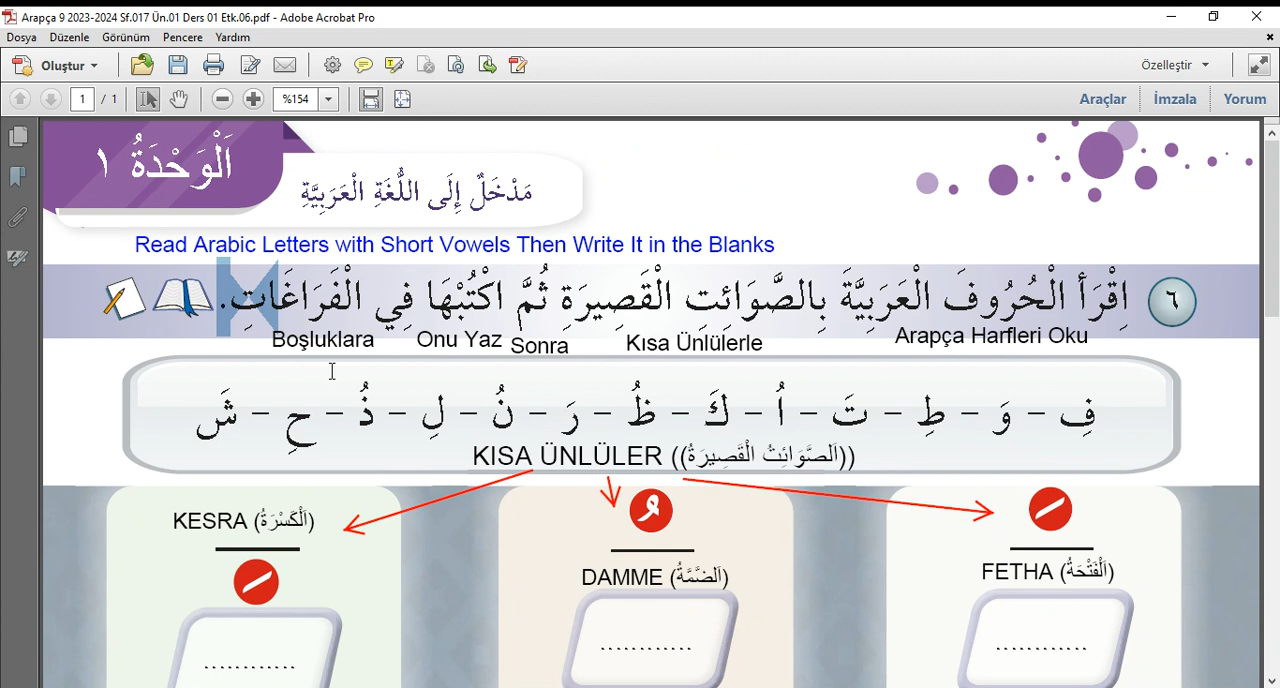 Arapça 9 2023-2024 Sf.017 Ün.01 Ders 01 Etk.06.pdf - Adobe Acrobat Pro
Dosya Düzenle Görünüm Pencere Yardım
Oluştur Özelleştir
1 / 1 %154 Araçlar İmzala Yorum
اَلْوَحْدَةُ ١
مَدْخَلٌ إِلَى اللُّغَةِ الْعَرَبِيَّةِ
Read Arabic Letters with Short Vowels Then Write It in the Blanks
٦ اِقْرَأ الْحُرُوفَ الْعَرَبِيَّةَ بِالصَّوَائِتِ الْقَصِيرَةِ ثُمَّ اكْتُبْهَا فِي الْفَرَاغَاتِ.
Boşluklara Onu Yaz Sonra Kısa Ünlülerle Arapça Harfleri Oku
فِ - وَ - طِ - تَ - اُ - كَ - ظُ - رَ - نُ - لِ - ذُ - حِ - شَ
KISA ÜNLÜLER ((اَلصَّوَائِتُ الْقَصِيرَةُ))
KESRA (اَلْكَسْرَةُ)
DAMME (اَلضَّمَّةُ)
FETHA (اَلْفَتْحَةُ)
............
............
............